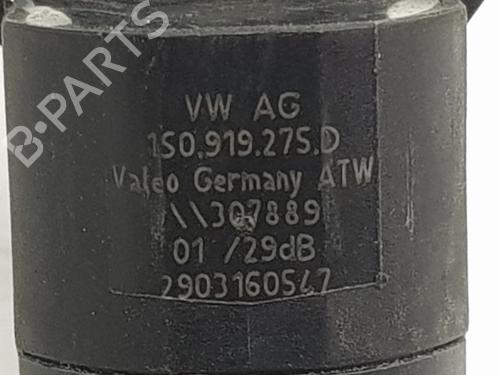 B-PARTS
VW AG
1S0.919.275.D
Valeo Germany ATW
\\307889
01 /29dB
2903160547